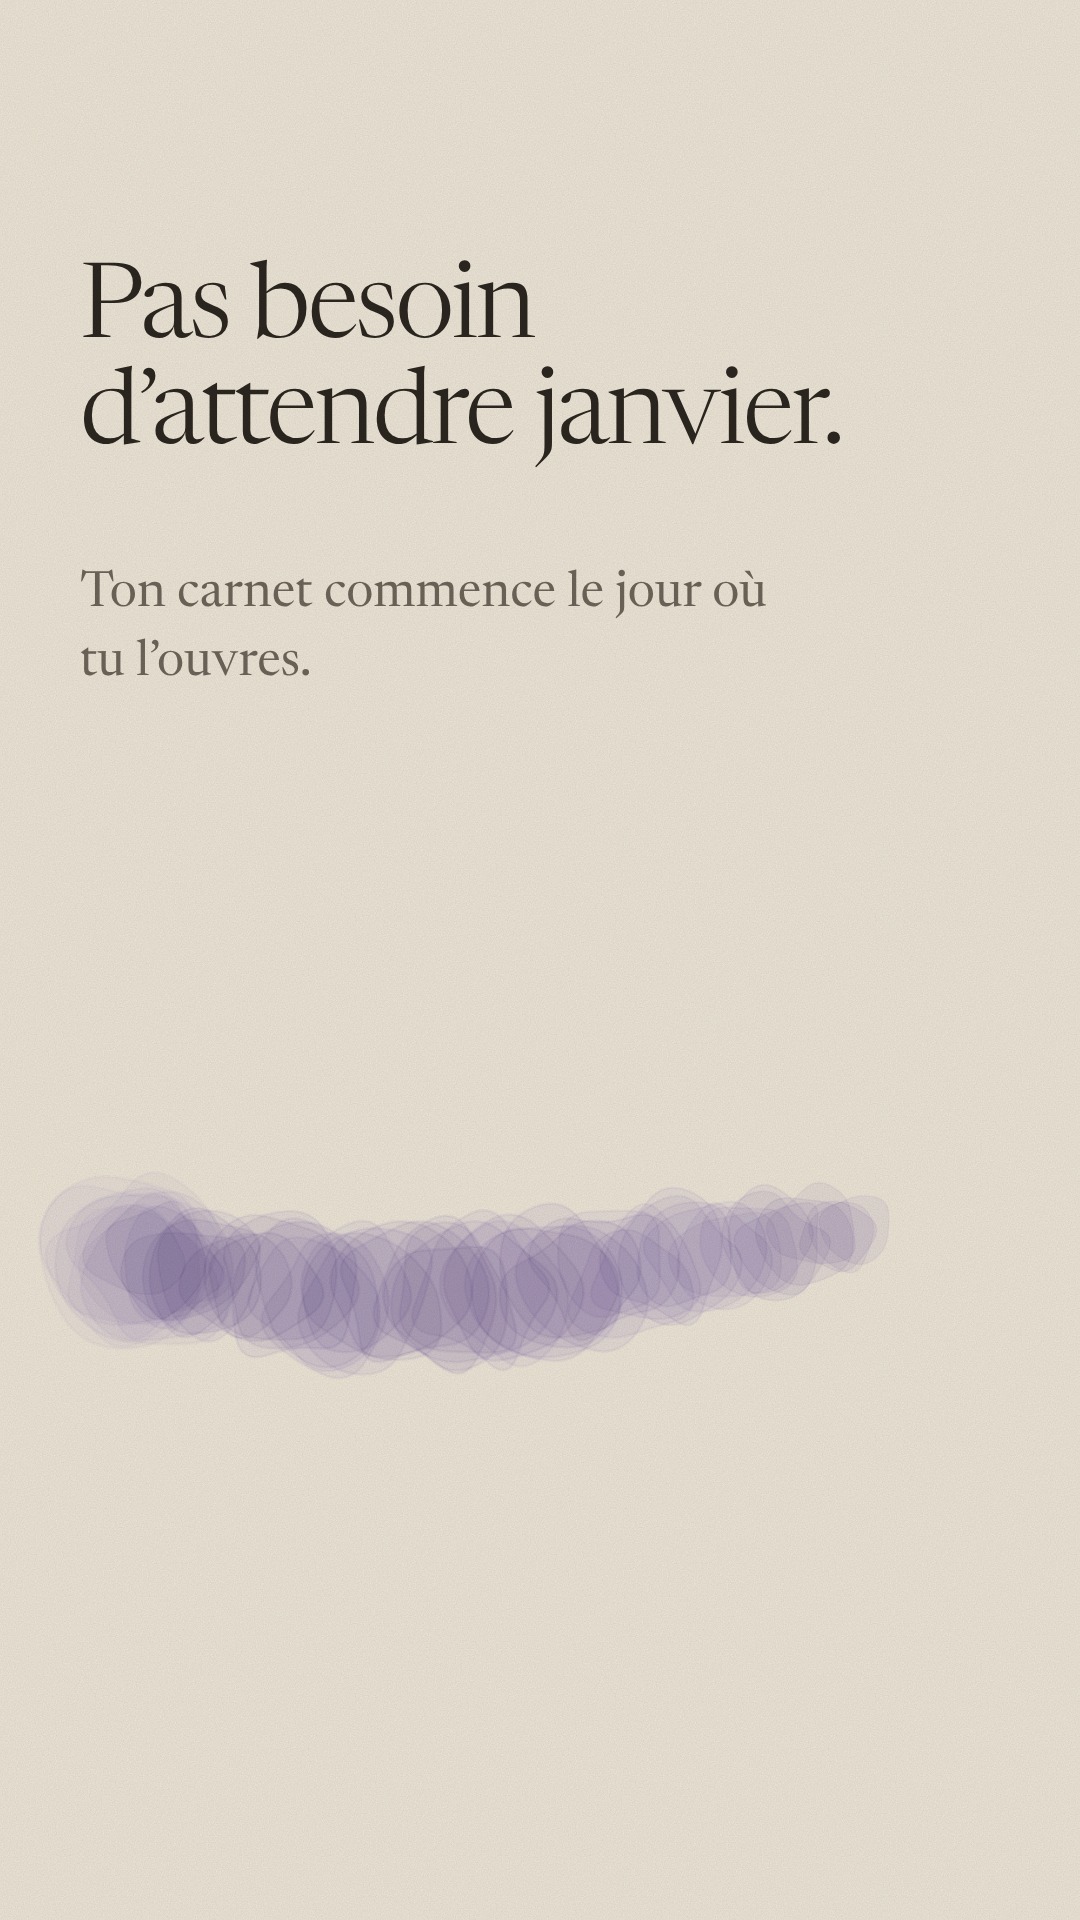 Pas besoin
d’attendre janvier.
Ton carnet commence le jour où
tu l’ouvres.